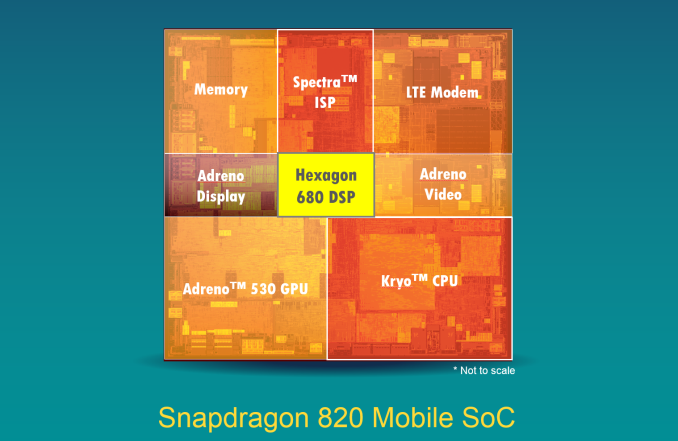 Memory
Spectra™
ISP
LTE Modem
Adreno
Display
Hexagon
680 DSP
Adreno
Video
Adreno™ 530 GPU
Kryo™ CPU
* Not to scale
Snapdragon 820 Mobile SoC